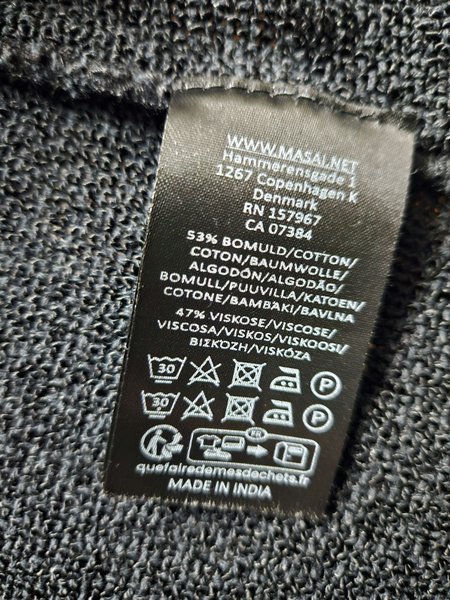 WWW.MASAI.NET
Hammerensgade 1
1267 Copenhagen K
Denmark
RN 157967
CA 07384
53% BOMULD/COTTON/
COTON/BAUMWOLLE/
ALGODÓN/ALGODÃO/
BOMULL/PUUVILLA/KATOEN/
COTONE/BAMBAKI/BAVLNA
47% VISKOSE/VISCOSE/
VISCOSA/VISKOS/VISKOOSI/
ΒΙΣΚΟΖΗ/VISKÓZA
30 P
30 P
FR
quefairedemesdechets.fr
MADE IN INDIA